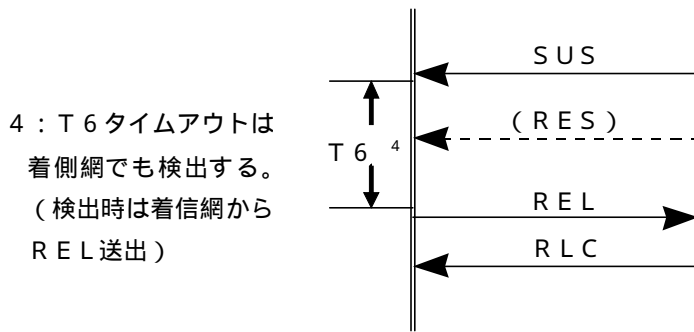 SUS
4：T6タイムアウトは
着側網でも検出する。
（検出時は着信網から
REL送出）
(RES)
T6 4
REL
RLC